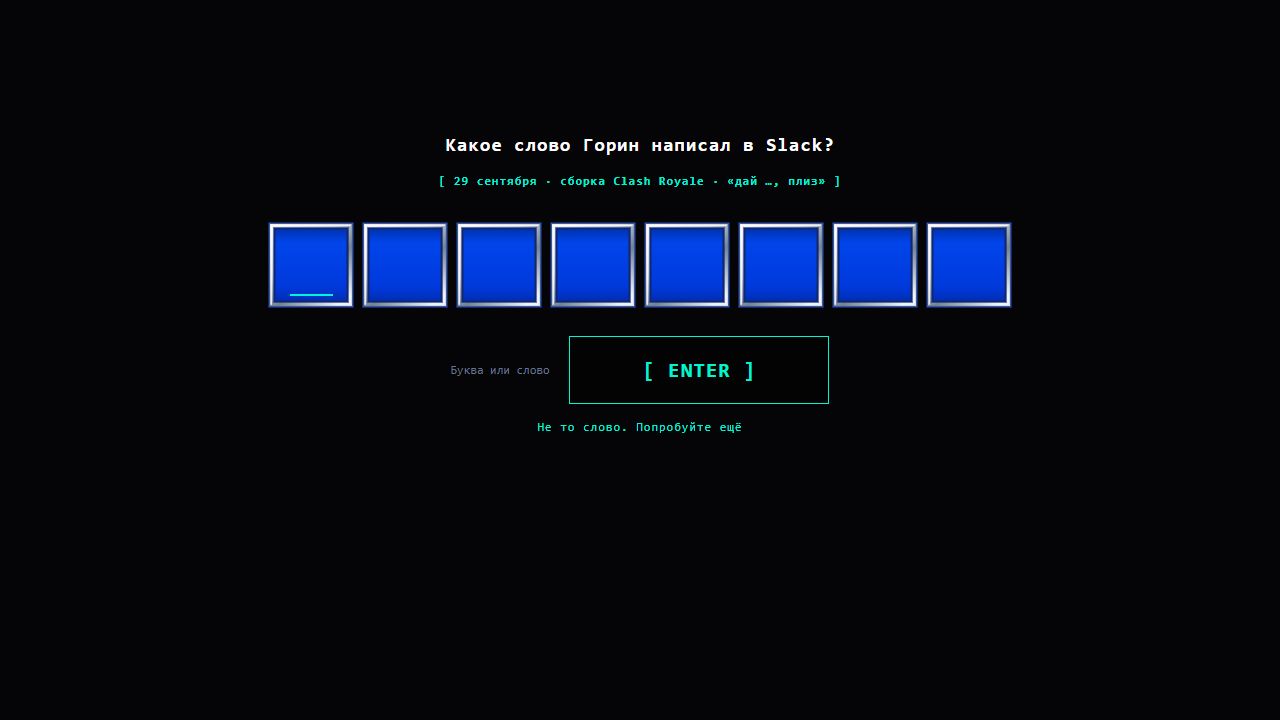 Какое слово Горин написал в Slack?
[ 29 сентября · сборка Clash Royale · «дай …, плиз» ]
Буква или слово
[ ENTER ]
Не то слово. Попробуйте ещё